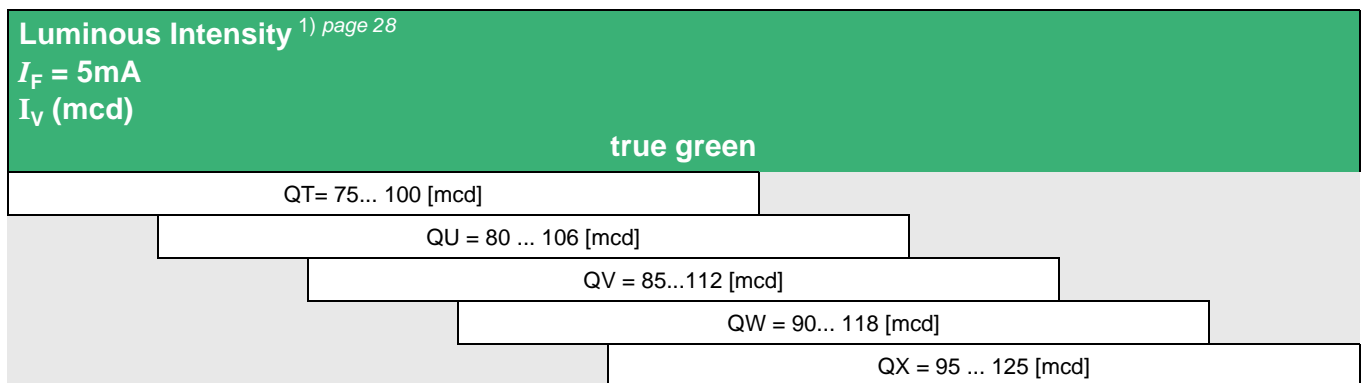 Luminous Intensity 1) page 28
IF = 5mA
IV (mcd)
true green
QT= 75... 100 [mcd]
QU = 80 ... 106 [mcd]
QV = 85...112 [mcd]
QW = 90... 118 [mcd]
QX = 95 ... 125 [mcd]